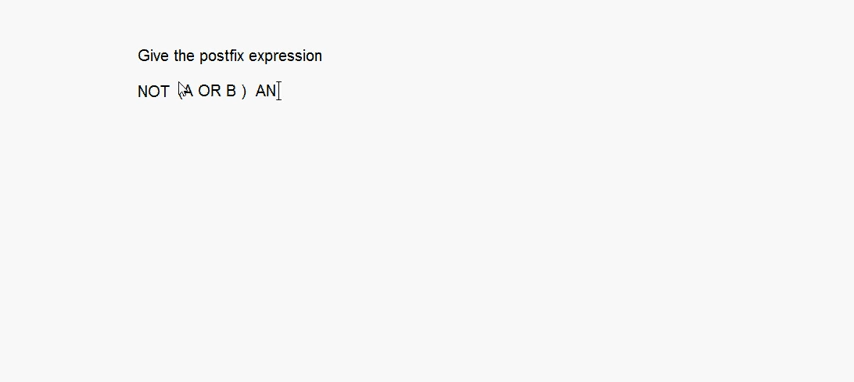 Give the postfix expression
NOT (A OR B ) AN